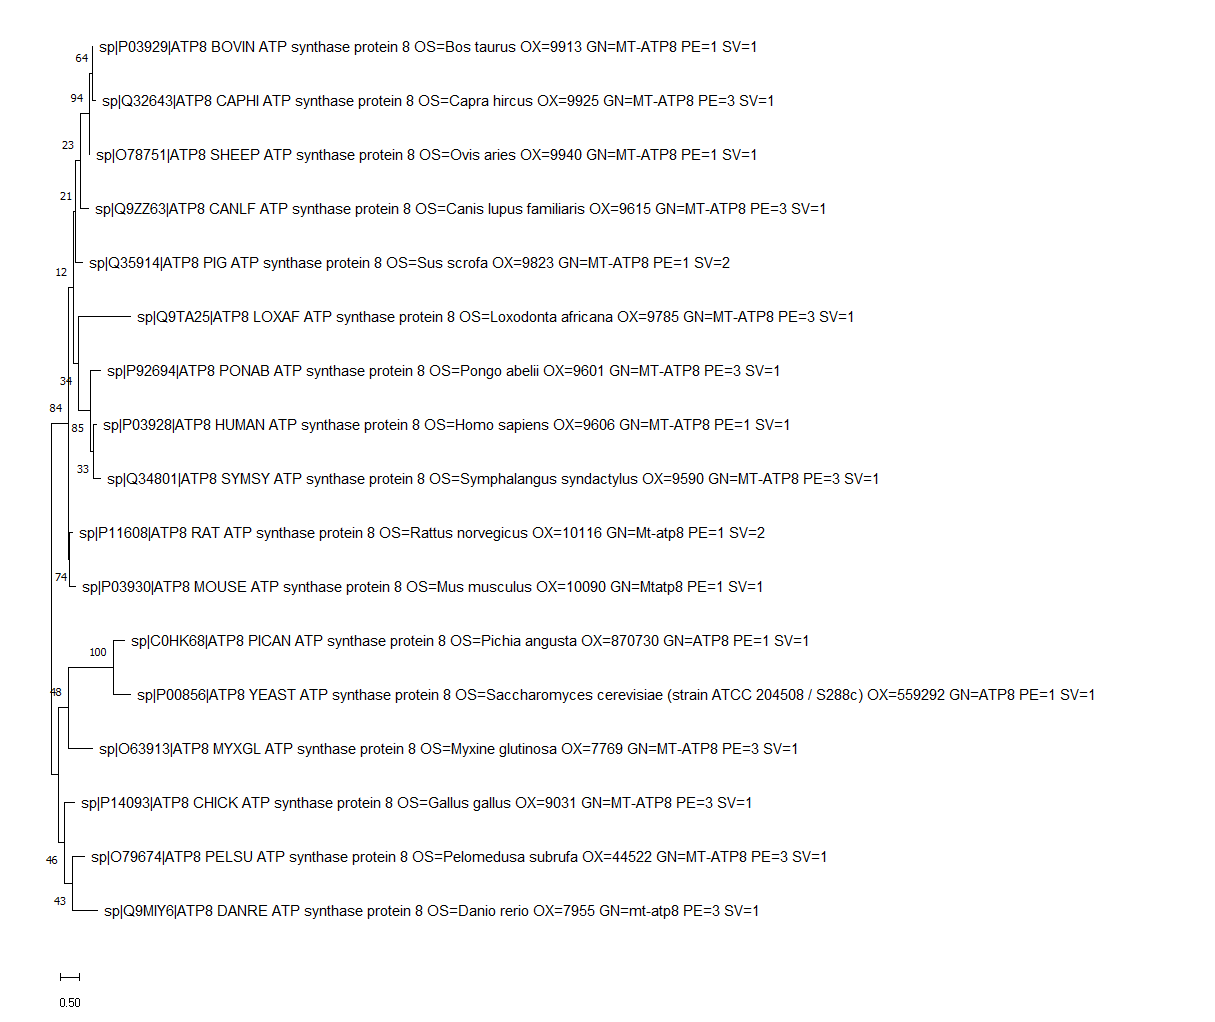 sp|P03929|ATP8 BOVIN ATP synthase protein 8 OS=Bos taurus OX=9913 GN=MT-ATP8 PE=1 SV=1
64
94
sp|Q32643|ATP8 CAPHI ATP synthase protein 8 OS=Capra hircus OX=9925 GN=MT-ATP8 PE=3 SV=1
23
sp|O78751|ATP8 SHEEP ATP synthase protein 8 OS=Ovis aries OX=9940 GN=MT-ATP8 PE=1 SV=1
21
sp|Q9ZZ63|ATP8 CANLF ATP synthase protein 8 OS=Canis lupus familiaris OX=9615 GN=MT-ATP8 PE=3 SV=1
sp|Q35914|ATP8 PIG ATP synthase protein 8 OS=Sus scrofa OX=9823 GN=MT-ATP8 PE=1 SV=2
12
sp|Q9TA25|ATP8 LOXAF ATP synthase protein 8 OS=Loxodonta africana OX=9785 GN=MT-ATP8 PE=3 SV=1
sp|P92694|ATP8 PONAB ATP synthase protein 8 OS=Pongo abelii OX=9601 GN=MT-ATP8 PE=3 SV=1
34
84
sp|P03928|ATP8 HUMAN ATP synthase protein 8 OS=Homo sapiens OX=9606 GN=MT-ATP8 PE=1 SV=1
85
33
sp|Q34801|ATP8 SYMSY ATP synthase protein 8 OS=Symphalangus syndactylus OX=9590 GN=MT-ATP8 PE=3 SV=1
sp|P11608|ATP8 RAT ATP synthase protein 8 OS=Rattus norvegicus OX=10116 GN=Mt-atp8 PE=1 SV=2
74
sp|P03930|ATP8 MOUSE ATP synthase protein 8 OS=Mus musculus OX=10090 GN=Mtatp8 PE=1 SV=1
sp|C0HK68|ATP8 PICAN ATP synthase protein 8 OS=Pichia angusta OX=870730 GN=ATP8 PE=1 SV=1
100
48
sp|P00856|ATP8 YEAST ATP synthase protein 8 OS=Saccharomyces cerevisiae (strain ATCC 204508 / S288c) OX=559292 GN=ATP8 PE=1 SV=1
sp|O63913|ATP8 MYXGL ATP synthase protein 8 OS=Myxine glutinosa OX=7769 GN=MT-ATP8 PE=3 SV=1
sp|P14093|ATP8 CHICK ATP synthase protein 8 OS=Gallus gallus OX=9031 GN=MT-ATP8 PE=3 SV=1
46
sp|O79674|ATP8 PELSU ATP synthase protein 8 OS=Pelomedusa subrufa OX=44522 GN=MT-ATP8 PE=3 SV=1
43
sp|Q9MIY6|ATP8 DANRE ATP synthase protein 8 OS=Danio rerio OX=7955 GN=mt-atp8 PE=3 SV=1
0.50